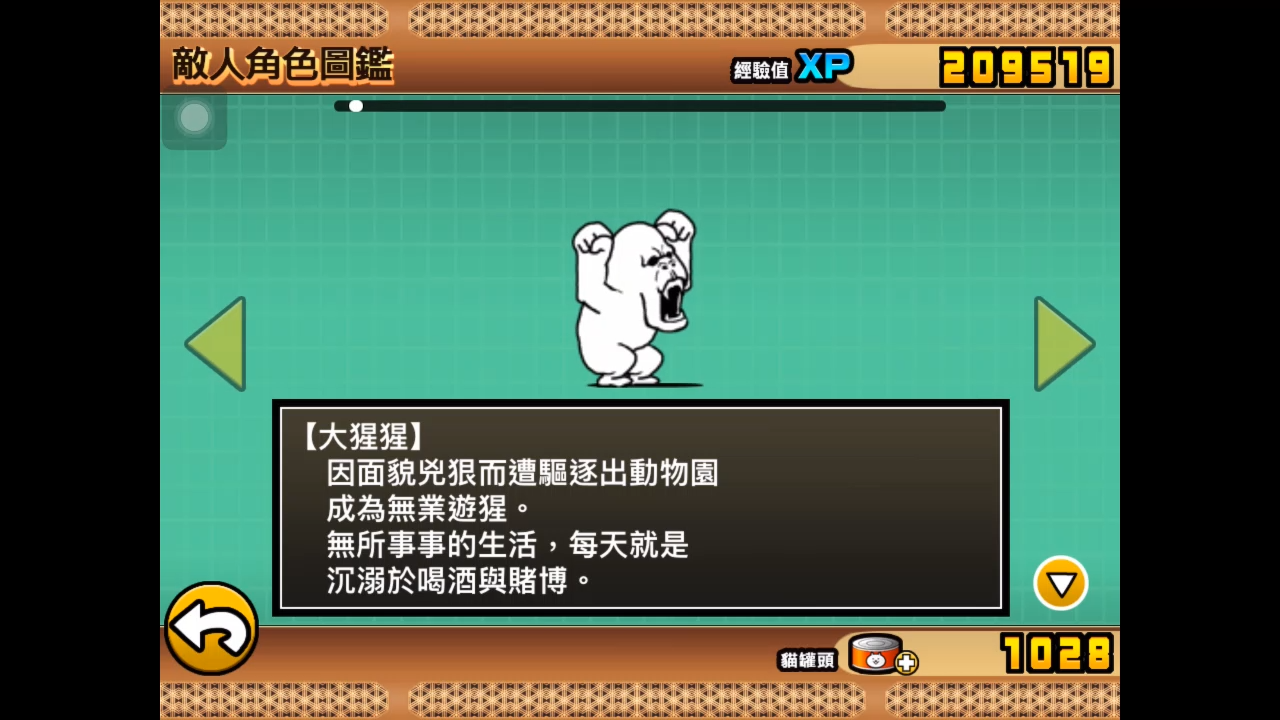 敵人角色圖鑑
經驗值 XP 209519
【大猩猩】
因面貌兇狠而遭驅逐出動物園
成為無業遊猩。
無所事事的生活，每天就是
沉溺於喝酒與賭博。
貓罐頭 1028